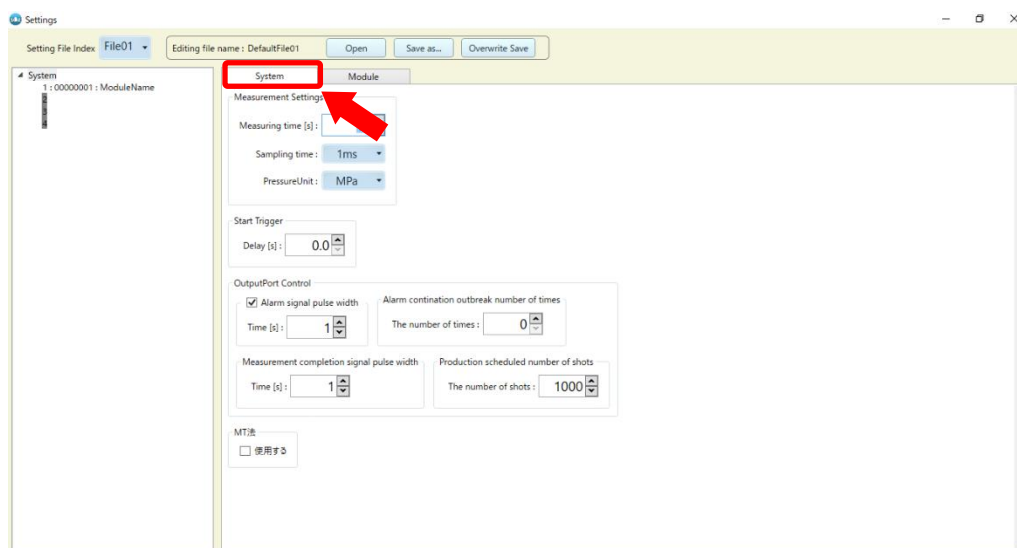 Settings
Setting File Index File01 Editing file name : DefaultFile01 Open Save as... Overwrite Save
System
1 : 00000001 : ModuleName
2
3
4
System Module
Measurement Settings
Measuring time [s] :
Sampling time : 1ms
PressureUnit : MPa
Start Trigger
Delay [s] : 0.0
OutputPort Control
Alarm signal pulse width
Time [s] : 1
Alarm contination outbreak number of times
The number of times : 0
Measurement completion signal pulse width
Time [s] : 1
Production scheduled number of shots
The number of shots : 1000
MT法
使用する